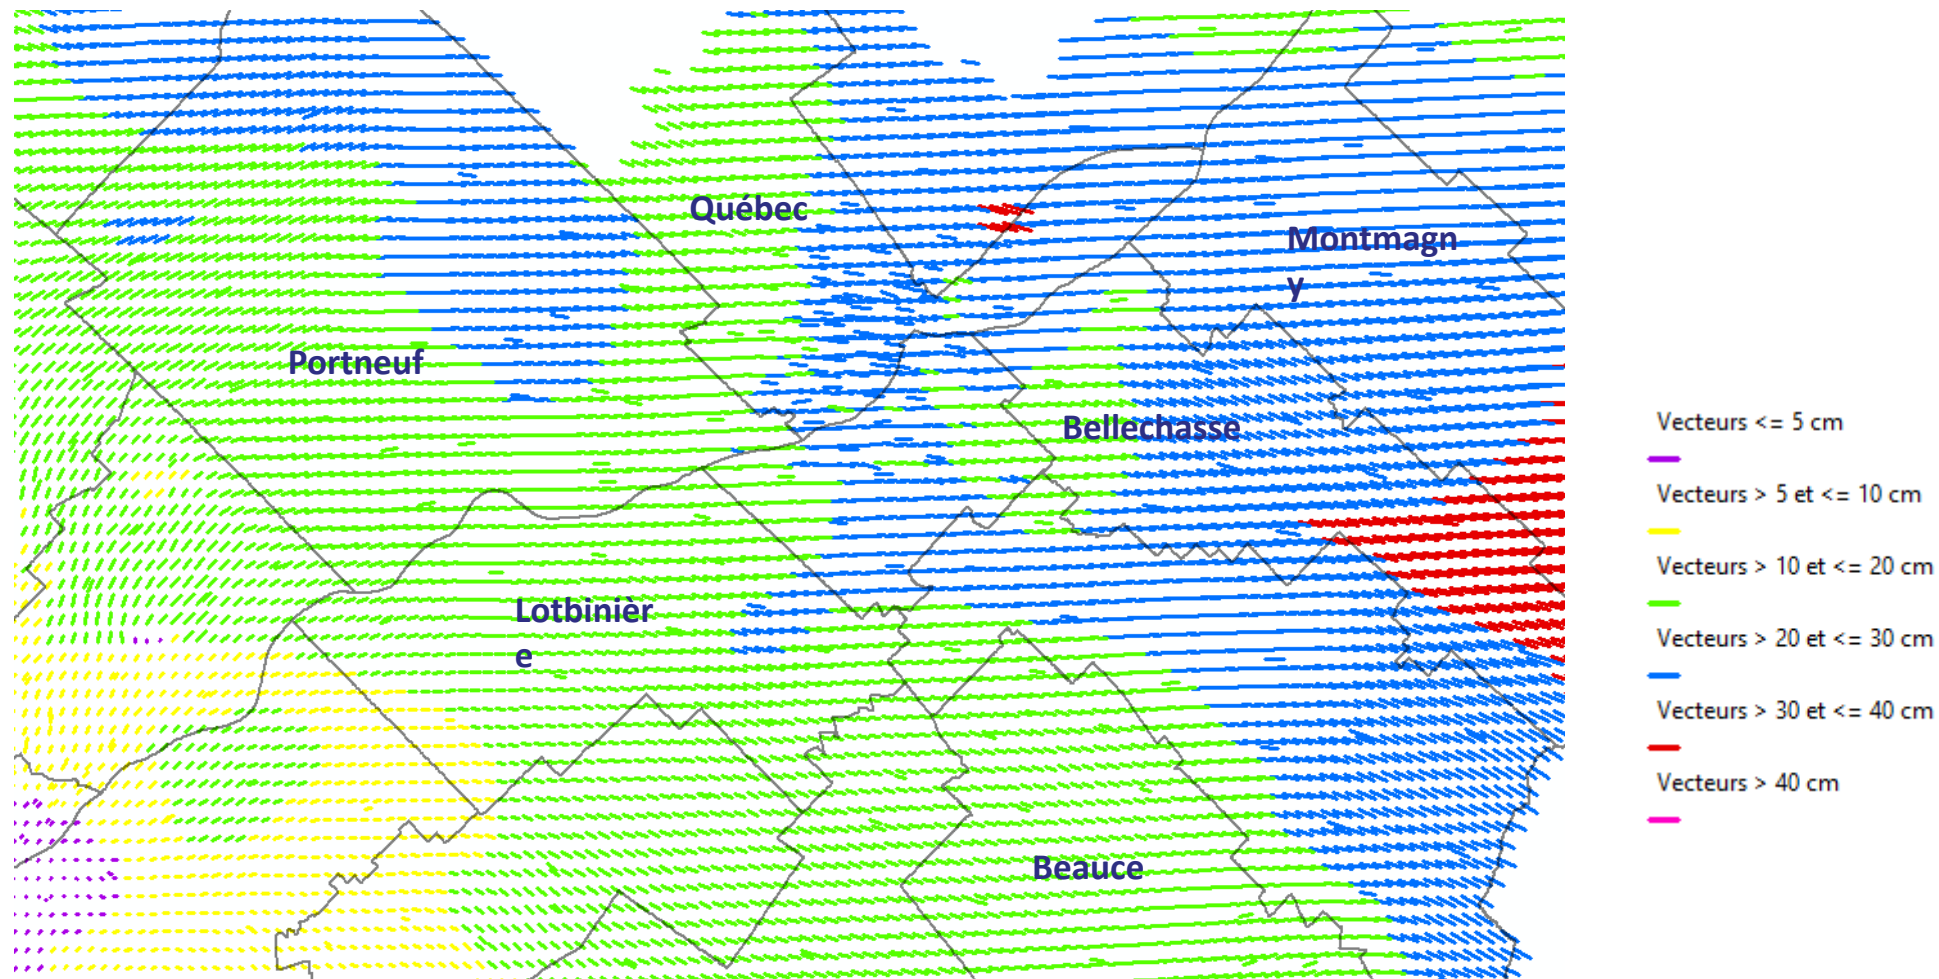 Québec
Montmagn
y
Portneuf
Bellechasse
Lotbinièr
e
Beauce
Vecteurs <= 5 cm
Vecteurs > 5 et <= 10 cm
Vecteurs > 10 et <= 20 cm
Vecteurs > 20 et <= 30 cm
Vecteurs > 30 et <= 40 cm
Vecteurs > 40 cm